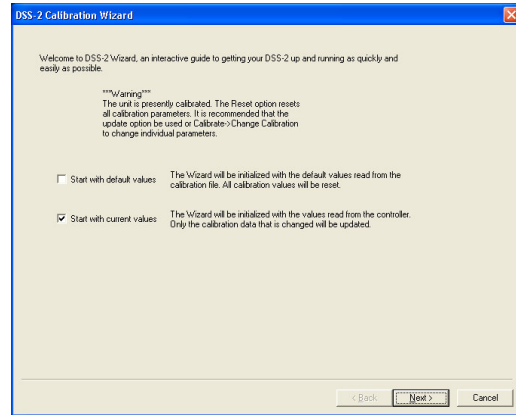 DSS-2 Calibration Wizard
Welcome to DSS-2 Wizard, an interactive guide to getting your DSS-2 up and running as quickly and
easily as possible.
***Warning***
The unit is presently calibrated. The Reset option resets
all calibration parameters. It is recommended that the
update option be used or Calibrate->Change Calibration
to change individual parameters.
Start with default values
The Wizard will be initialized with the default values read from the
calibration file. All calibration values will be reset.
Start with current values
The Wizard will be initialized with the values read from the controller.
Only the calibration data that is changed will be updated.
< Back
Next >
Cancel